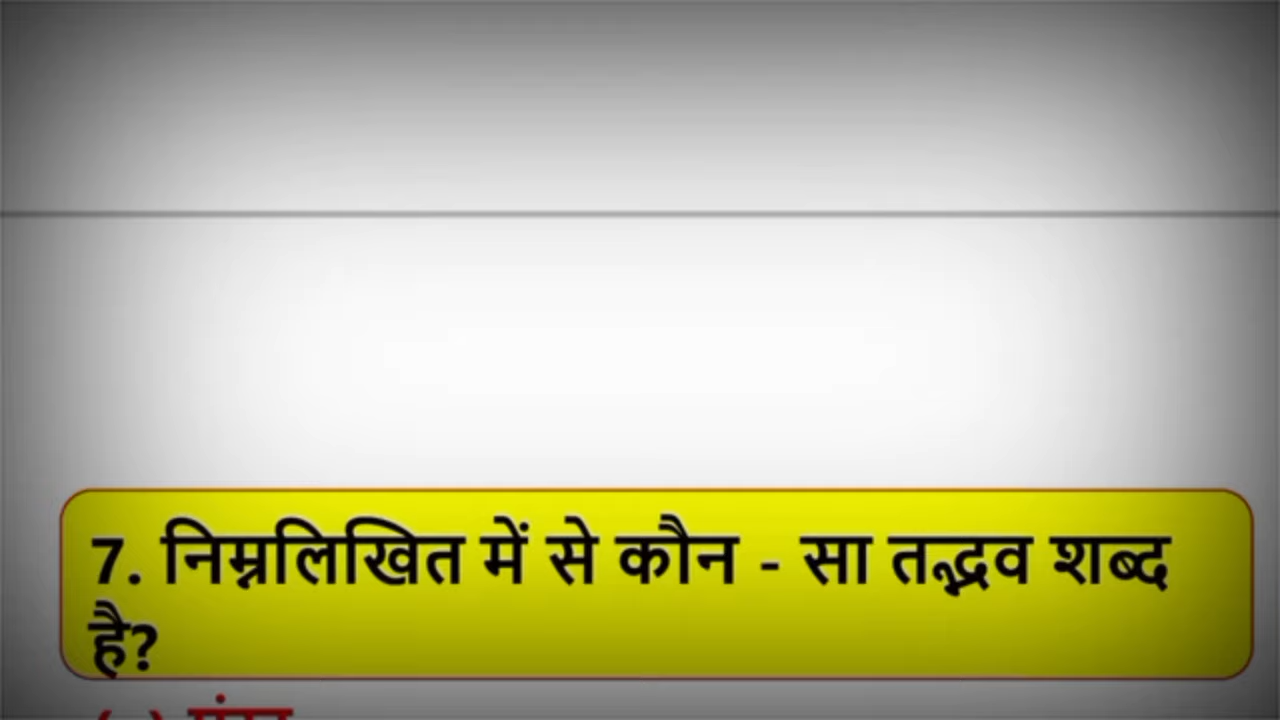 7. निम्नलिखित में से कौन - सा तद्भव शब्द
है?